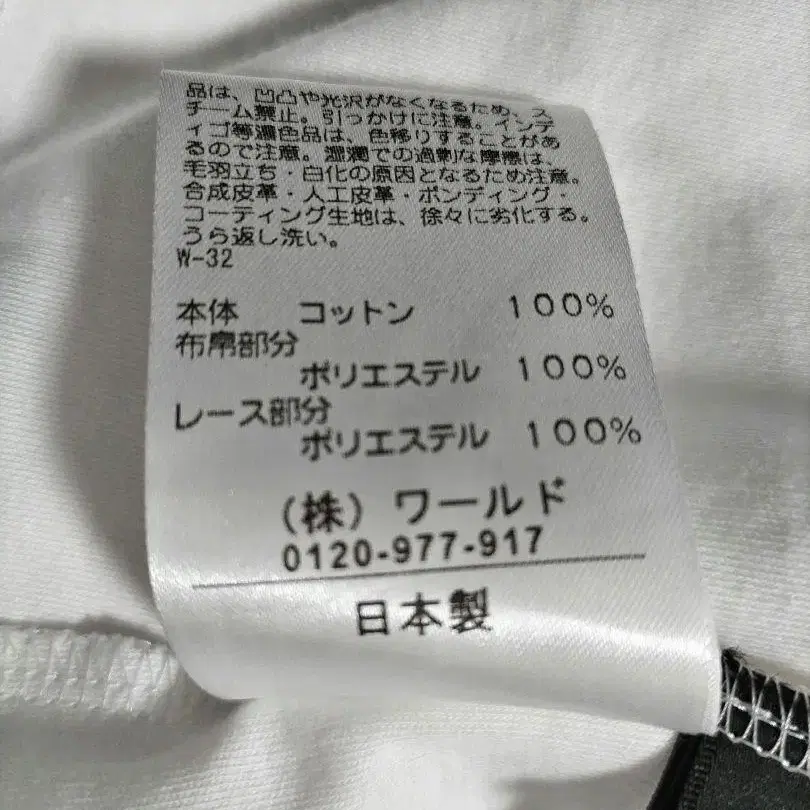 品は、凹凸や光沢がなくなるため、ス
チーム禁止。引っかけに注意。インデ
ィゴ等濃色品は、色移りすることがあ
るので注意。湿潤での過剰な摩擦は、
毛羽立ち・白化の原因となるため注意。
合成皮革・人工皮革・ボンディング・
コーティング生地は、徐々に劣化する。
うら返し洗い。
W-32
本体 コットン 100%
布帛部分
ポリエステル 100%
レース部分
ポリエステル 100%
(株)ワールド
0120-977-917
日本製